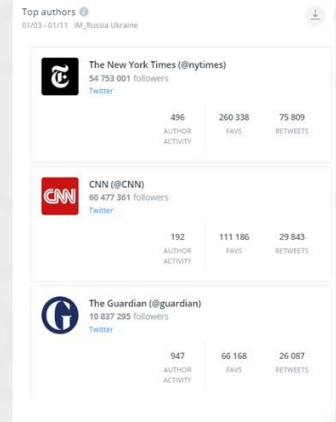 Top authors
01/03 - 01/11 IM_Russia Ukraine
The New York Times (@nytimes)
54 753 001 followers
Twitter
496 260 338 75 809
AUTHOR ACTIVITY FAVS RETWEETS
CNN
CNN (@CNN)
60 477 361 followers
Twitter
192 111 186 29 843
AUTHOR ACTIVITY FAVS RETWEETS
The Guardian (@guardian)
10 837 295 followers
Twitter
947 66 168 26 087
AUTHOR ACTIVITY FAVS RETWEETS